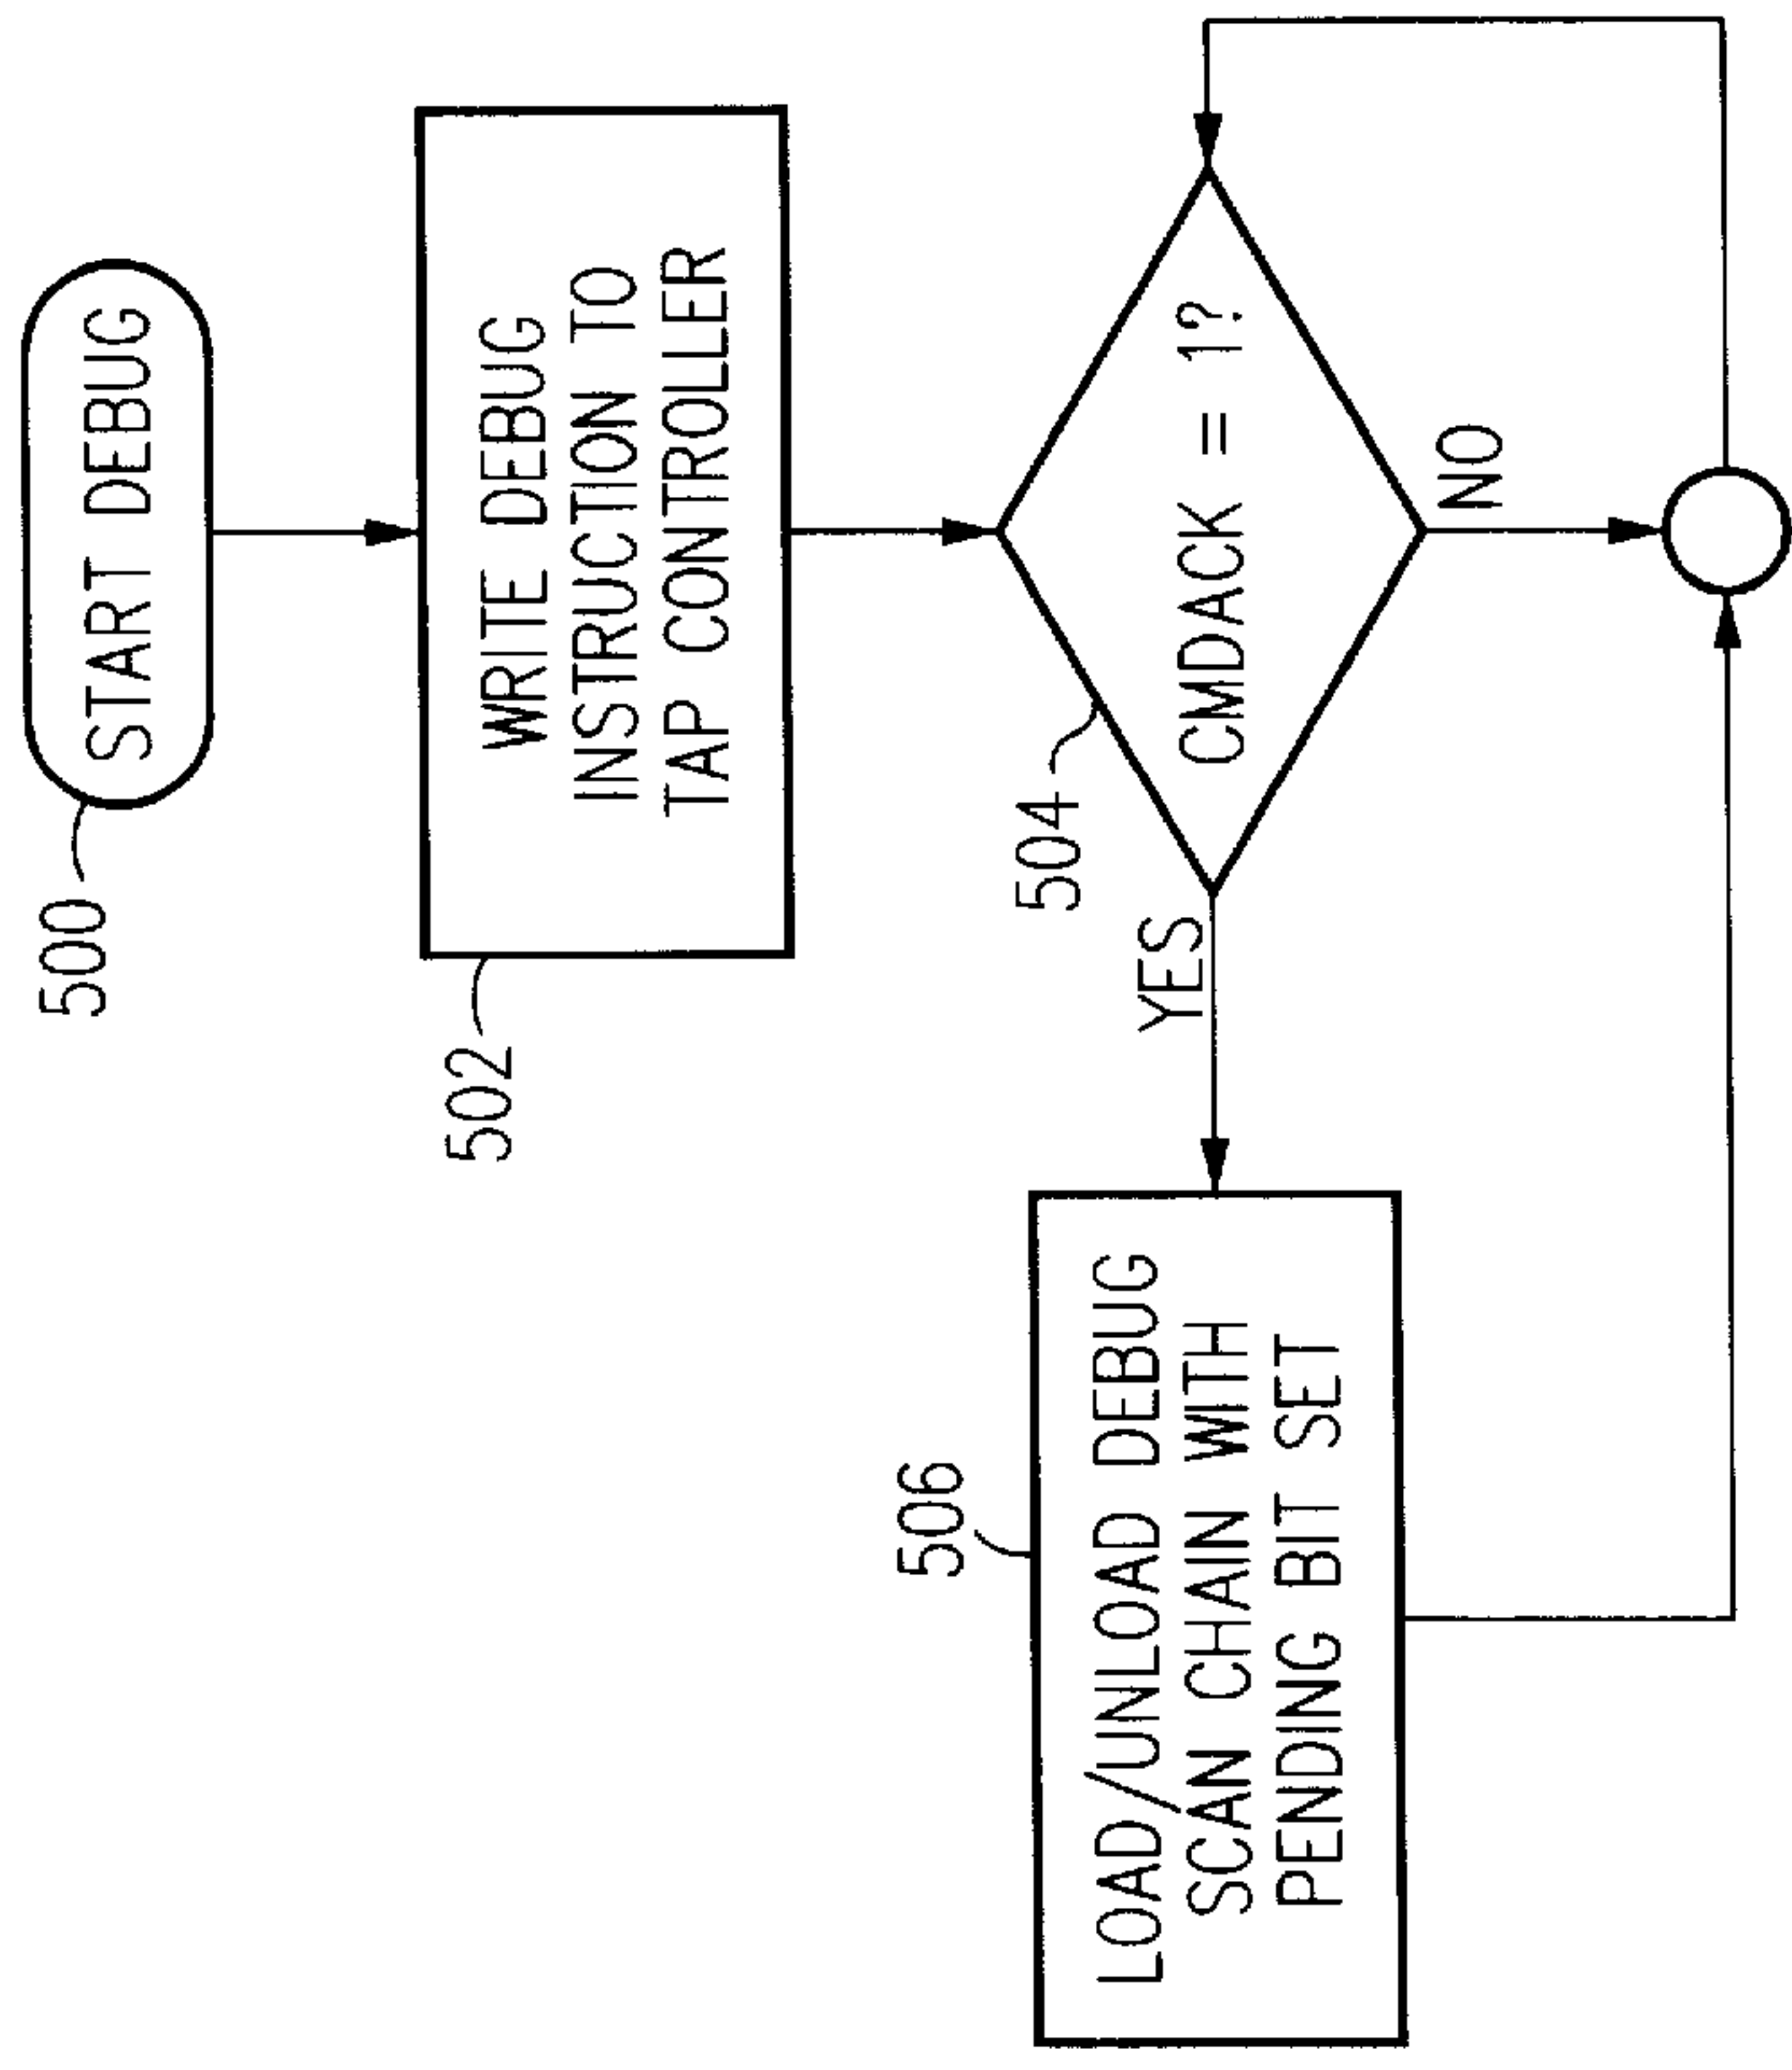 500
START DEBUG
502
WRITE DEBUG
INSTRUCTION TO
TAP CONTROLLER
504
CMDACK = 1?
YES
NO
506
LOAD/UNLOAD DEBUG
SCAN CHAIN WITH
PENDING BIT SET